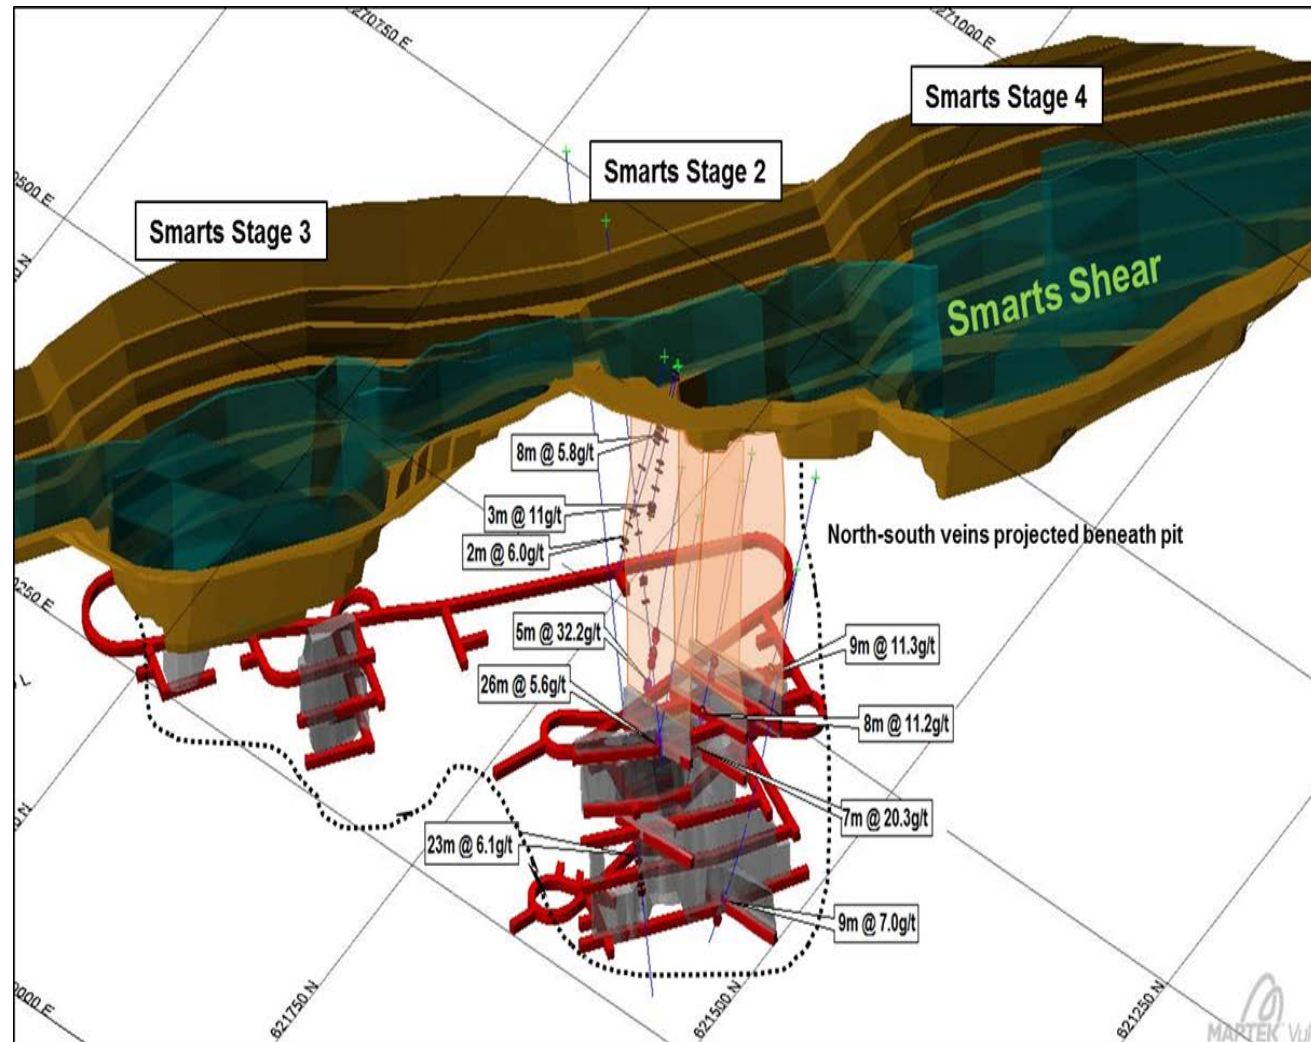 270750 E
271000 E
Smarts Stage 4
Smarts Stage 2
Smarts Stage 3
Smarts Shear
8m @ 5.8g/t
3m @ 11g/t
2m @ 6.0g/t
North-south veins projected beneath pit
5m @ 32.2g/t
9m @ 11.3g/t
26m @ 5.6g/t
8m @ 11.2g/t
7m @ 20.3g/t
23m @ 6.1g/t
9m @ 7.0g/t
621750 N
621500 N
621250 N
MAPTEK Vul